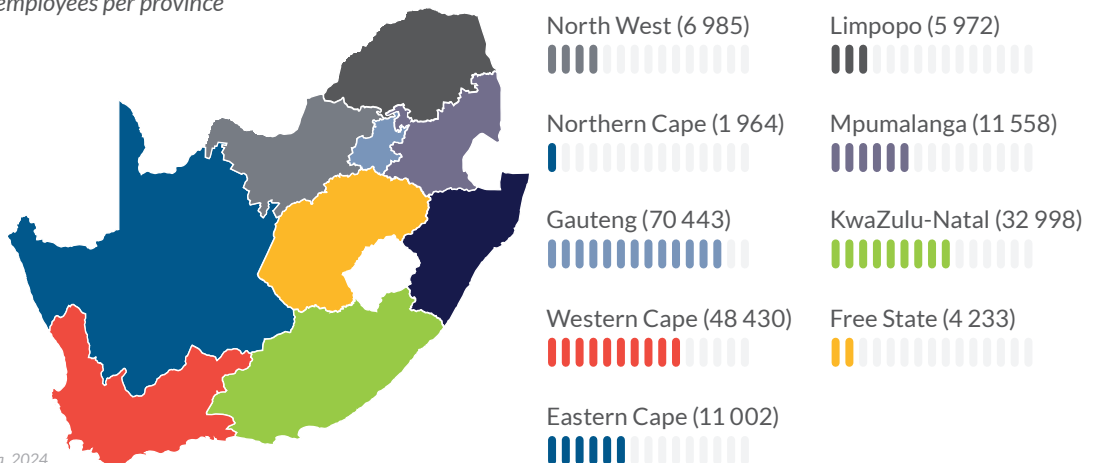 employees per province
North West (6 985)
Limpopo (5 972)
Northern Cape (1 964)
Mpumalanga (11 558)
Gauteng (70 443)
KwaZulu-Natal (32 998)
Western Cape (48 430)
Free State (4 233)
Eastern Cape (11 002)
2024